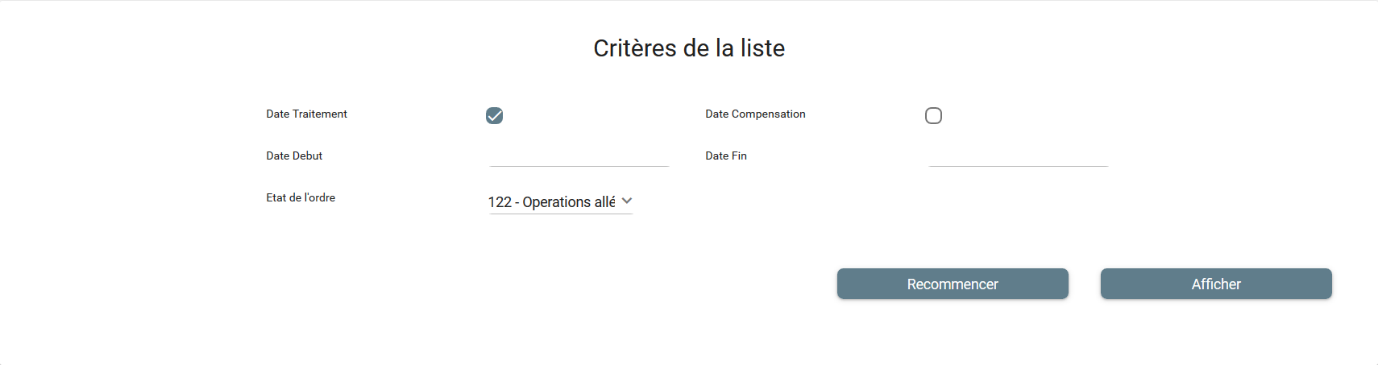 Critères de la liste
Date Traitement
Date Compensation
Date Debut
Date Fin
Etat de l'ordre
122 - Operations allé
Recommencer
Afficher